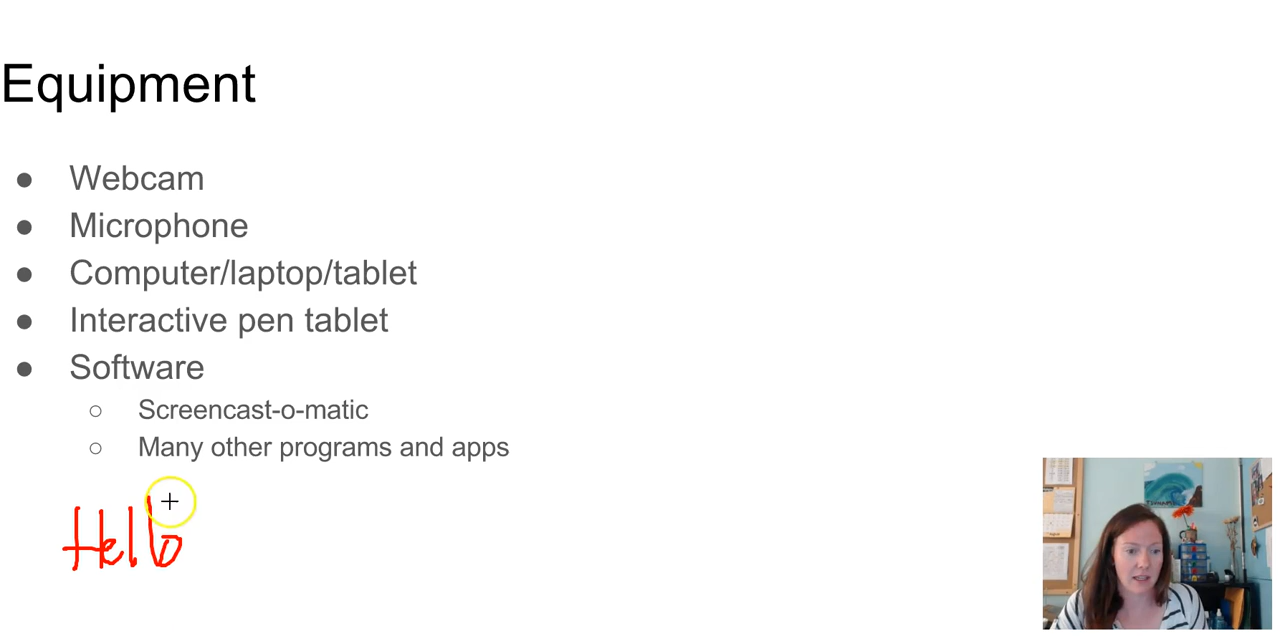 Equipment
● Webcam
● Microphone
● Computer/laptop/tablet
● Interactive pen tablet
● Software
○ Screencast-o-matic
○ Many other programs and apps
Hello